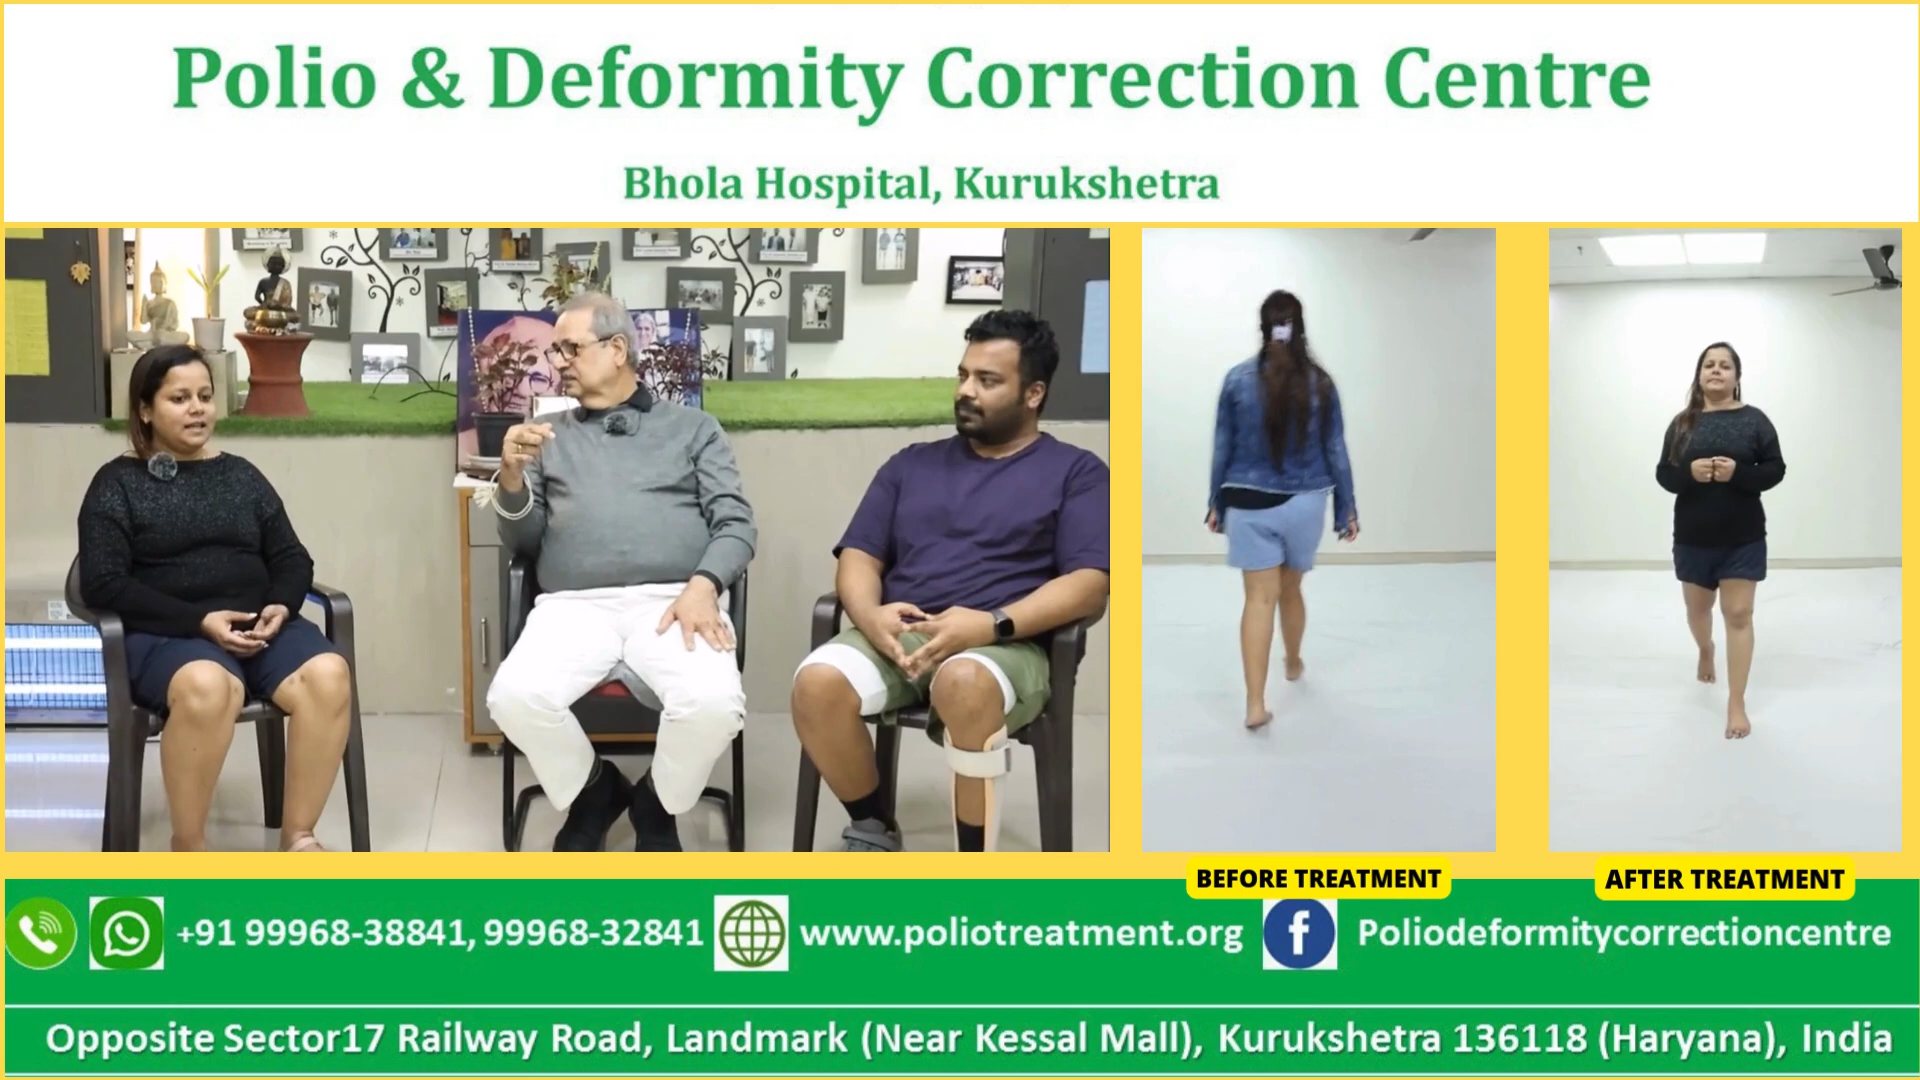 Polio & Deformity Correction Centre
Bhola Hospital, Kurukshetra
BEFORE TREATMENT
AFTER TREATMENT
+91 99968-38841, 99968-32841
www.poliotreatment.org
Poliodeformitycorrectioncentre
Opposite Sector17 Railway Road, Landmark (Near Kessal Mall), Kurukshetra 136118 (Haryana), India